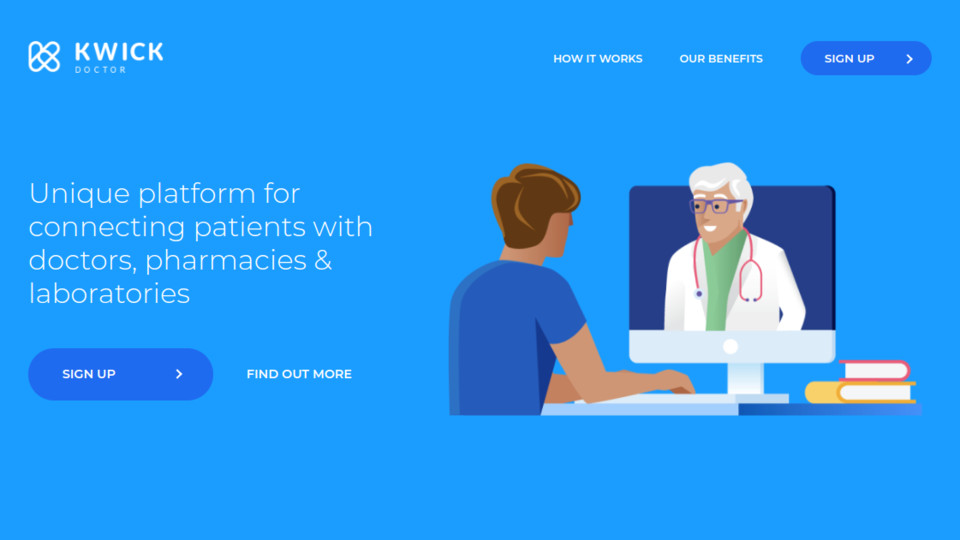 KWICK
DOCTOR
HOW IT WORKS
OUR BENEFITS
SIGN UP
Unique platform for
connecting patients with
doctors, pharmacies &
laboratories
SIGN UP
FIND OUT MORE